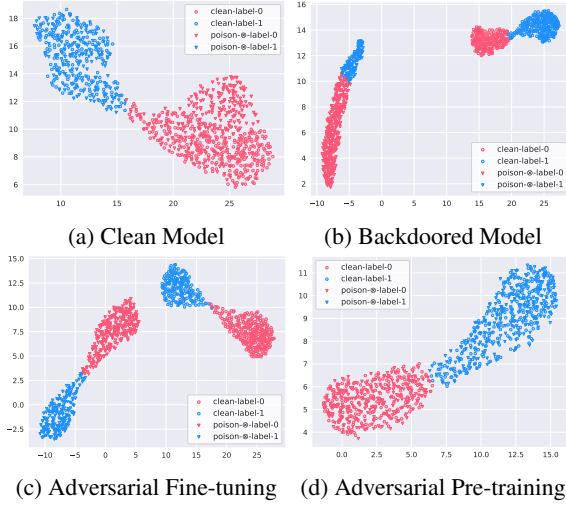 18
16
14
12
10
8
6
10
15
20
25
clean-label-0
clean-label-1
poison-⊗-label-0
poison-⊗-label-1
(a) Clean Model
16
14
12
10
8
6
4
2
−10
−5
0
5
10
15
20
25
clean-label-0
clean-label-1
poison-⊗-label-0
poison-⊗-label-1
(b) Backdoored Model
15.0
12.5
10.0
7.5
5.0
2.5
0.0
−2.5
−10
−5
0
5
10
15
20
25
clean-label-0
clean-label-1
poison-⊗-label-0
poison-⊗-label-1
(c) Adversarial Fine-tuning
11
10
9
8
7
6
5
4
0.0
2.5
5.0
7.5
10.0
12.5
15.0
clean-label-0
clean-label-1
poison-⊗-label-0
poison-⊗-label-1
(d) Adversarial Pre-training